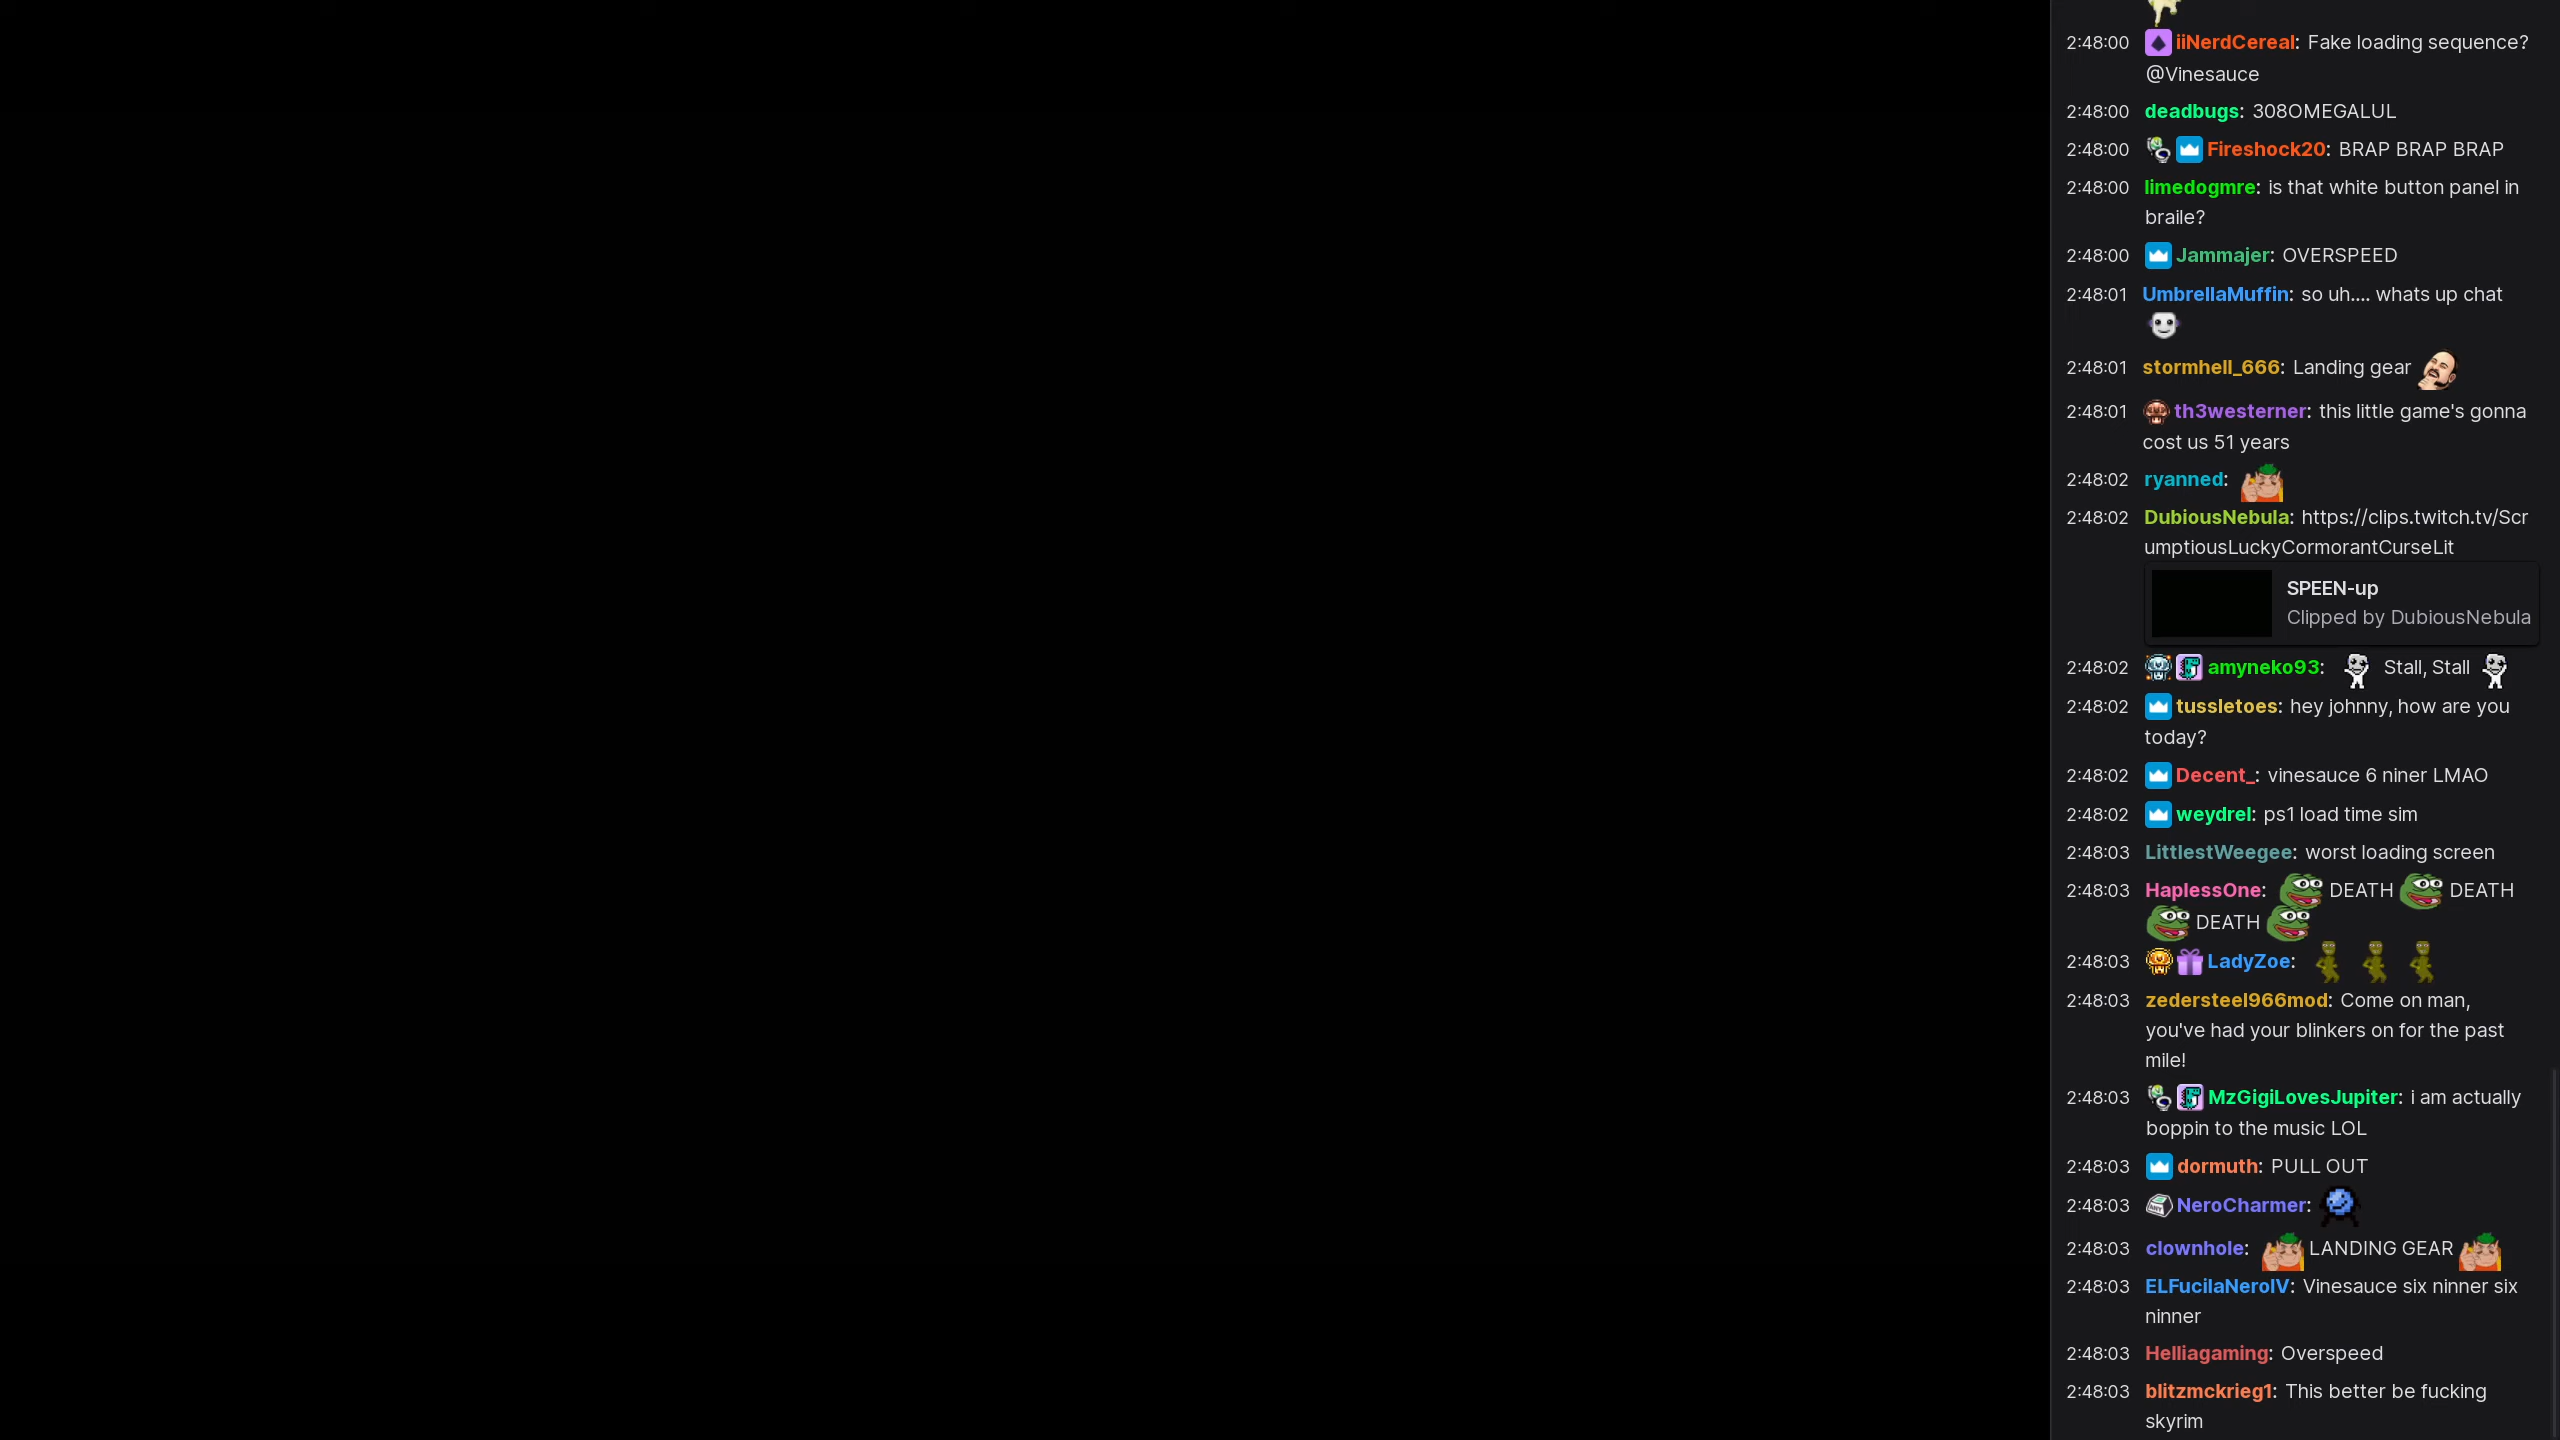 2:48:00 iiNerdCereal: Fake loading sequence?
@Vinesauce
2:48:00 deadbugs: 308OMEGALUL
2:48:00 Fireshock20: BRAP BRAP BRAP
2:48:00 limedogmre: is that white button panel in
braile?
2:48:00 Jammajer: OVERSPEED
2:48:01 UmbrellaMuffin: so uh.... whats up chat
2:48:01 stormhell_666: Landing gear
2:48:01 th3westerner: this little game's gonna
cost us 51 years
2:48:02 ryanned:
2:48:02 DubiousNebula: https://clips.twitch.tv/Scr
umptiousLuckyCormorantCurseLit
SPEEN-up
Clipped by DubiousNebula
2:48:02 amyneko93: Stall, Stall
2:48:02 tussletoes: hey johnny, how are you
today?
2:48:02 Decent_: vinesauce 6 niner LMAO
2:48:02 weydrel: ps1 load time sim
2:48:03 LittlestWeegee: worst loading screen
2:48:03 HaplessOne: DEATH DEATH
DEATH
2:48:03 LadyZoe:
2:48:03 zedersteel966mod: Come on man,
you've had your blinkers on for the past
mile!
2:48:03 MzGigiLovesJupiter: i am actually
boppin to the music LOL
2:48:03 dormuth: PULL OUT
2:48:03 NeroCharmer:
2:48:03 clownhole: LANDING GEAR
2:48:03 ELFucilaNeroIV: Vinesauce six ninner six
ninner
2:48:03 Helliagaming: Overspeed
2:48:03 blitzmckrieg1: This better be fucking
skyrim